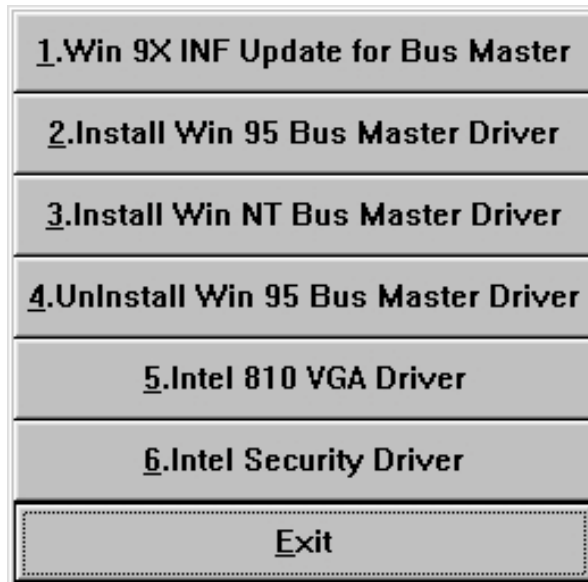 1.Win 9X INF Update for Bus Master
2.Install Win 95 Bus Master Driver
3.Install Win NT Bus Master Driver
4.UnInstall Win 95 Bus Master Driver
5.Intel 810 VGA Driver
6.Intel Security Driver
Exit